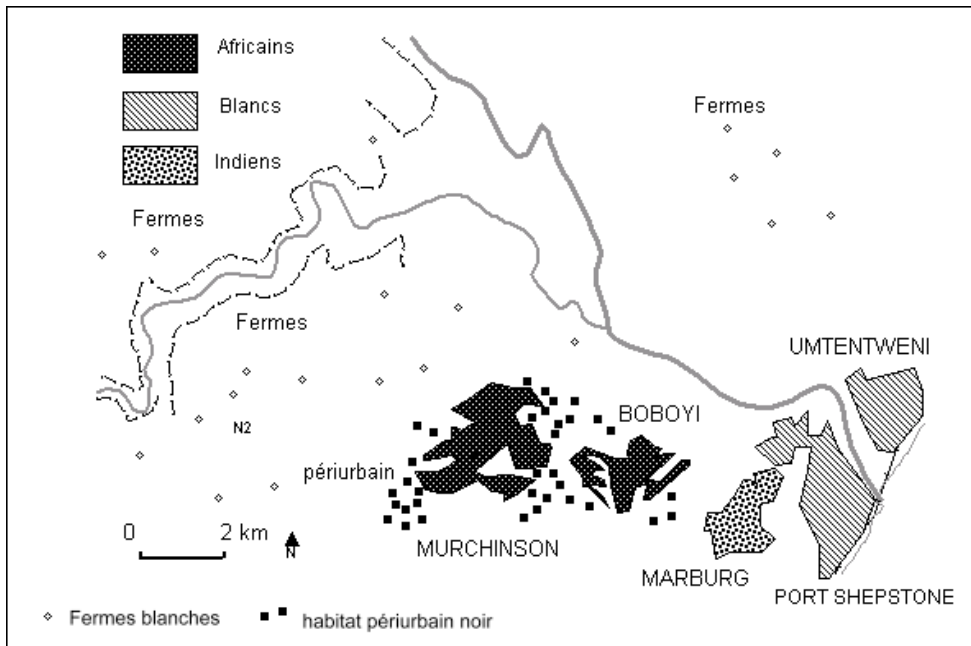 Africains
Blancs
Indiens
Fermes
Fermes
Fermes
UMTENTWENI
N2
BOBOYI
périurbain
0 2 km
N
MURCHINSON
MARBURG
PORT SHEPSTONE
Fermes blanches
habitat périurbain noir